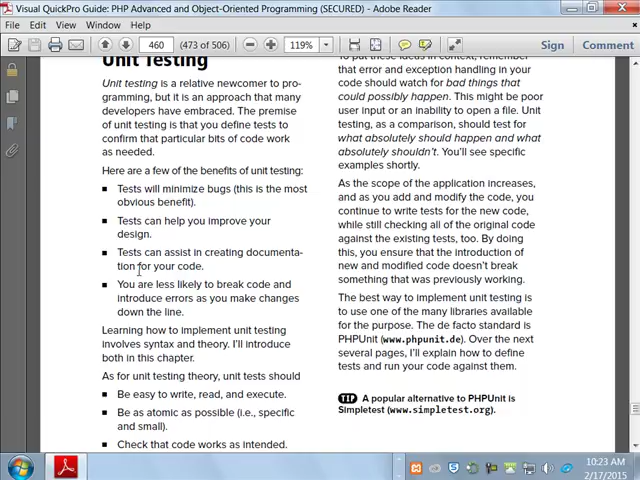 Visual QuickPro Guide: PHP Advanced and Object-Oriented Programming (SECURED) - Adobe Reader
File Edit View Window Help
460 (473 of 506) 119% Sign Comment
Unit Testing
Unit testing is a relative newcomer to pro-
gramming, but it is an approach that many
developers have embraced. The premise
of unit testing is that you define tests to
confirm that particular bits of code work
as needed.
Here are a few of the benefits of unit testing:
■ Tests will minimize bugs (this is the most
obvious benefit).
■ Tests can help you improve your
design.
■ Tests can assist in creating documenta-
tion for your code.
■ You are less likely to break code and
introduce errors as you make changes
down the line.
Learning how to implement unit testing
involves syntax and theory. I'll introduce
both in this chapter.
As for unit testing theory, unit tests should
■ Be easy to write, read, and execute.
■ Be as atomic as possible (i.e., specific
and small).
■ Check that code works as intended.
To put these ideas in context, remember
that error and exception handling in your
code should watch for bad things that
could possibly happen. This might be poor
user input or an inability to open a file. Unit
testing, as a comparison, should test for
what absolutely should happen and what
absolutely shouldn't. You'll see specific
examples shortly.
As the scope of the application increases,
and as you add and modify the code, you
continue to write tests for the new code,
while still checking all of the original code
against the existing tests, too. By doing
this, you ensure that the introduction of
new and modified code doesn't break
something that was previously working.
The best way to implement unit testing is
to use one of the many libraries available
for the purpose. The de facto standard is
PHPUnit (www.phpunit.de). Over the next
several pages, I'll explain how to define
tests and run your code against them.
TIP A popular alternative to PHPUnit is
Simpletest (www.simpletest.org).
10:23 AM
2/17/2015